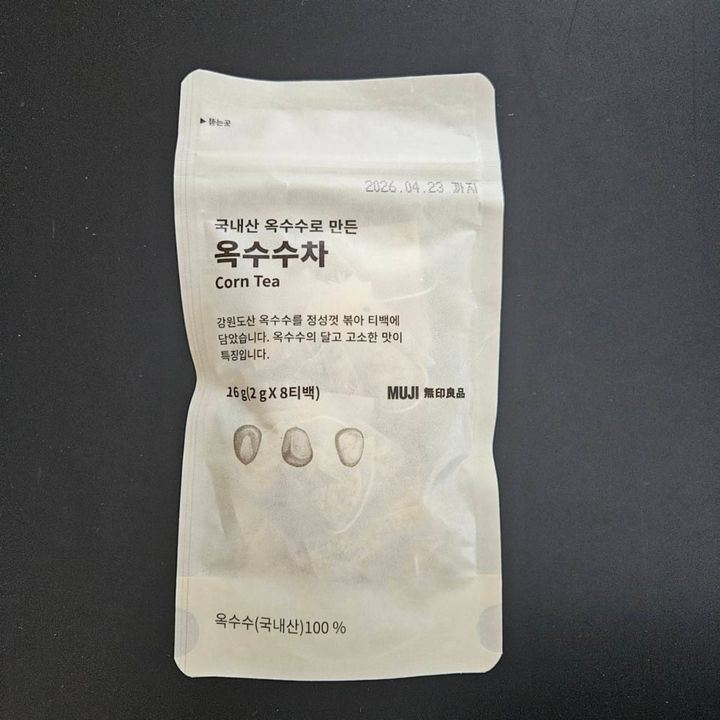 ▶ 뜯는곳
2026.04.23 까지
국내산 옥수수로 만든
옥수수차
Corn Tea
강원도산 옥수수를 정성껏 볶아 티백에
담았습니다. 옥수수의 달고 고소한 맛이
특징입니다.
16 g(2 g X 8티백)
MUJI 無印良品
옥수수(국내산)100 %